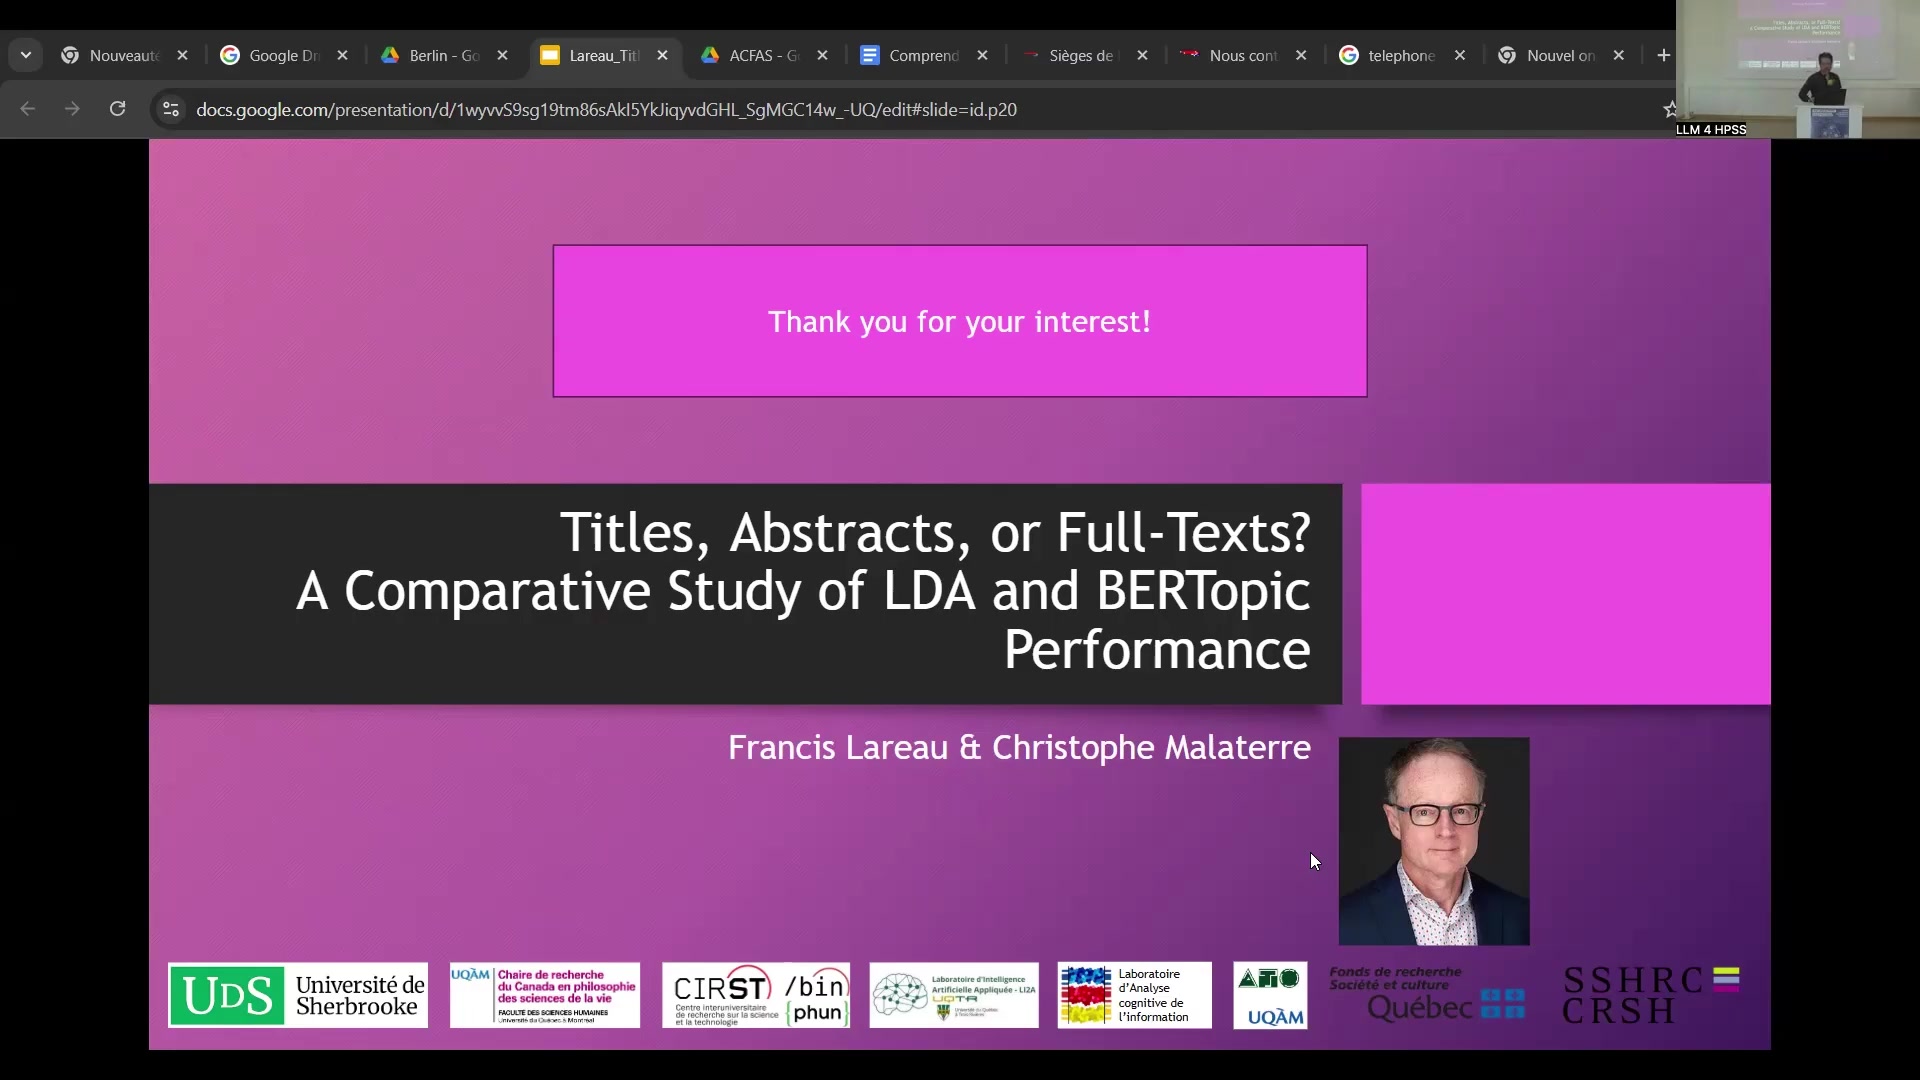 Nouveauté
Google Dr
Berlin - Go
Lareau_Titl
ACFAS - G
Comprend
Sièges de
Nous cont
telephone
Nouvel on
docs.google.com/presentation/d/1wyvvS9sg19tm86sAkI5YkJiqyvdGHL_SgMGC14w_-UQ/edit#slide=id.p20
LLM 4 HPSS
Thank you for your interest!
Titles, Abstracts, or Full-Texts?
A Comparative Study of LDA and BERTopic
Performance
Francis Lareau & Christophe Malaterre
UDS Université de
Sherbrooke
UQÀM Chaire de recherche
du Canada en philosophie
des sciences de la vie
FACULTÉ DES SCIENCES HUMAINES
Université du Québec à Montréal
CIRST
Centre interuniversitaire
de recherche sur la science
et la technologie
/bin
{phun}
Laboratoire d'Intelligence
Artificielle Appliquée - LI2A
UQTR
Laboratoire
d'Analyse
cognitive de
l'information
UQÀM
Fonds de recherche
Société et culture
Québec
SSHRC
CRSH